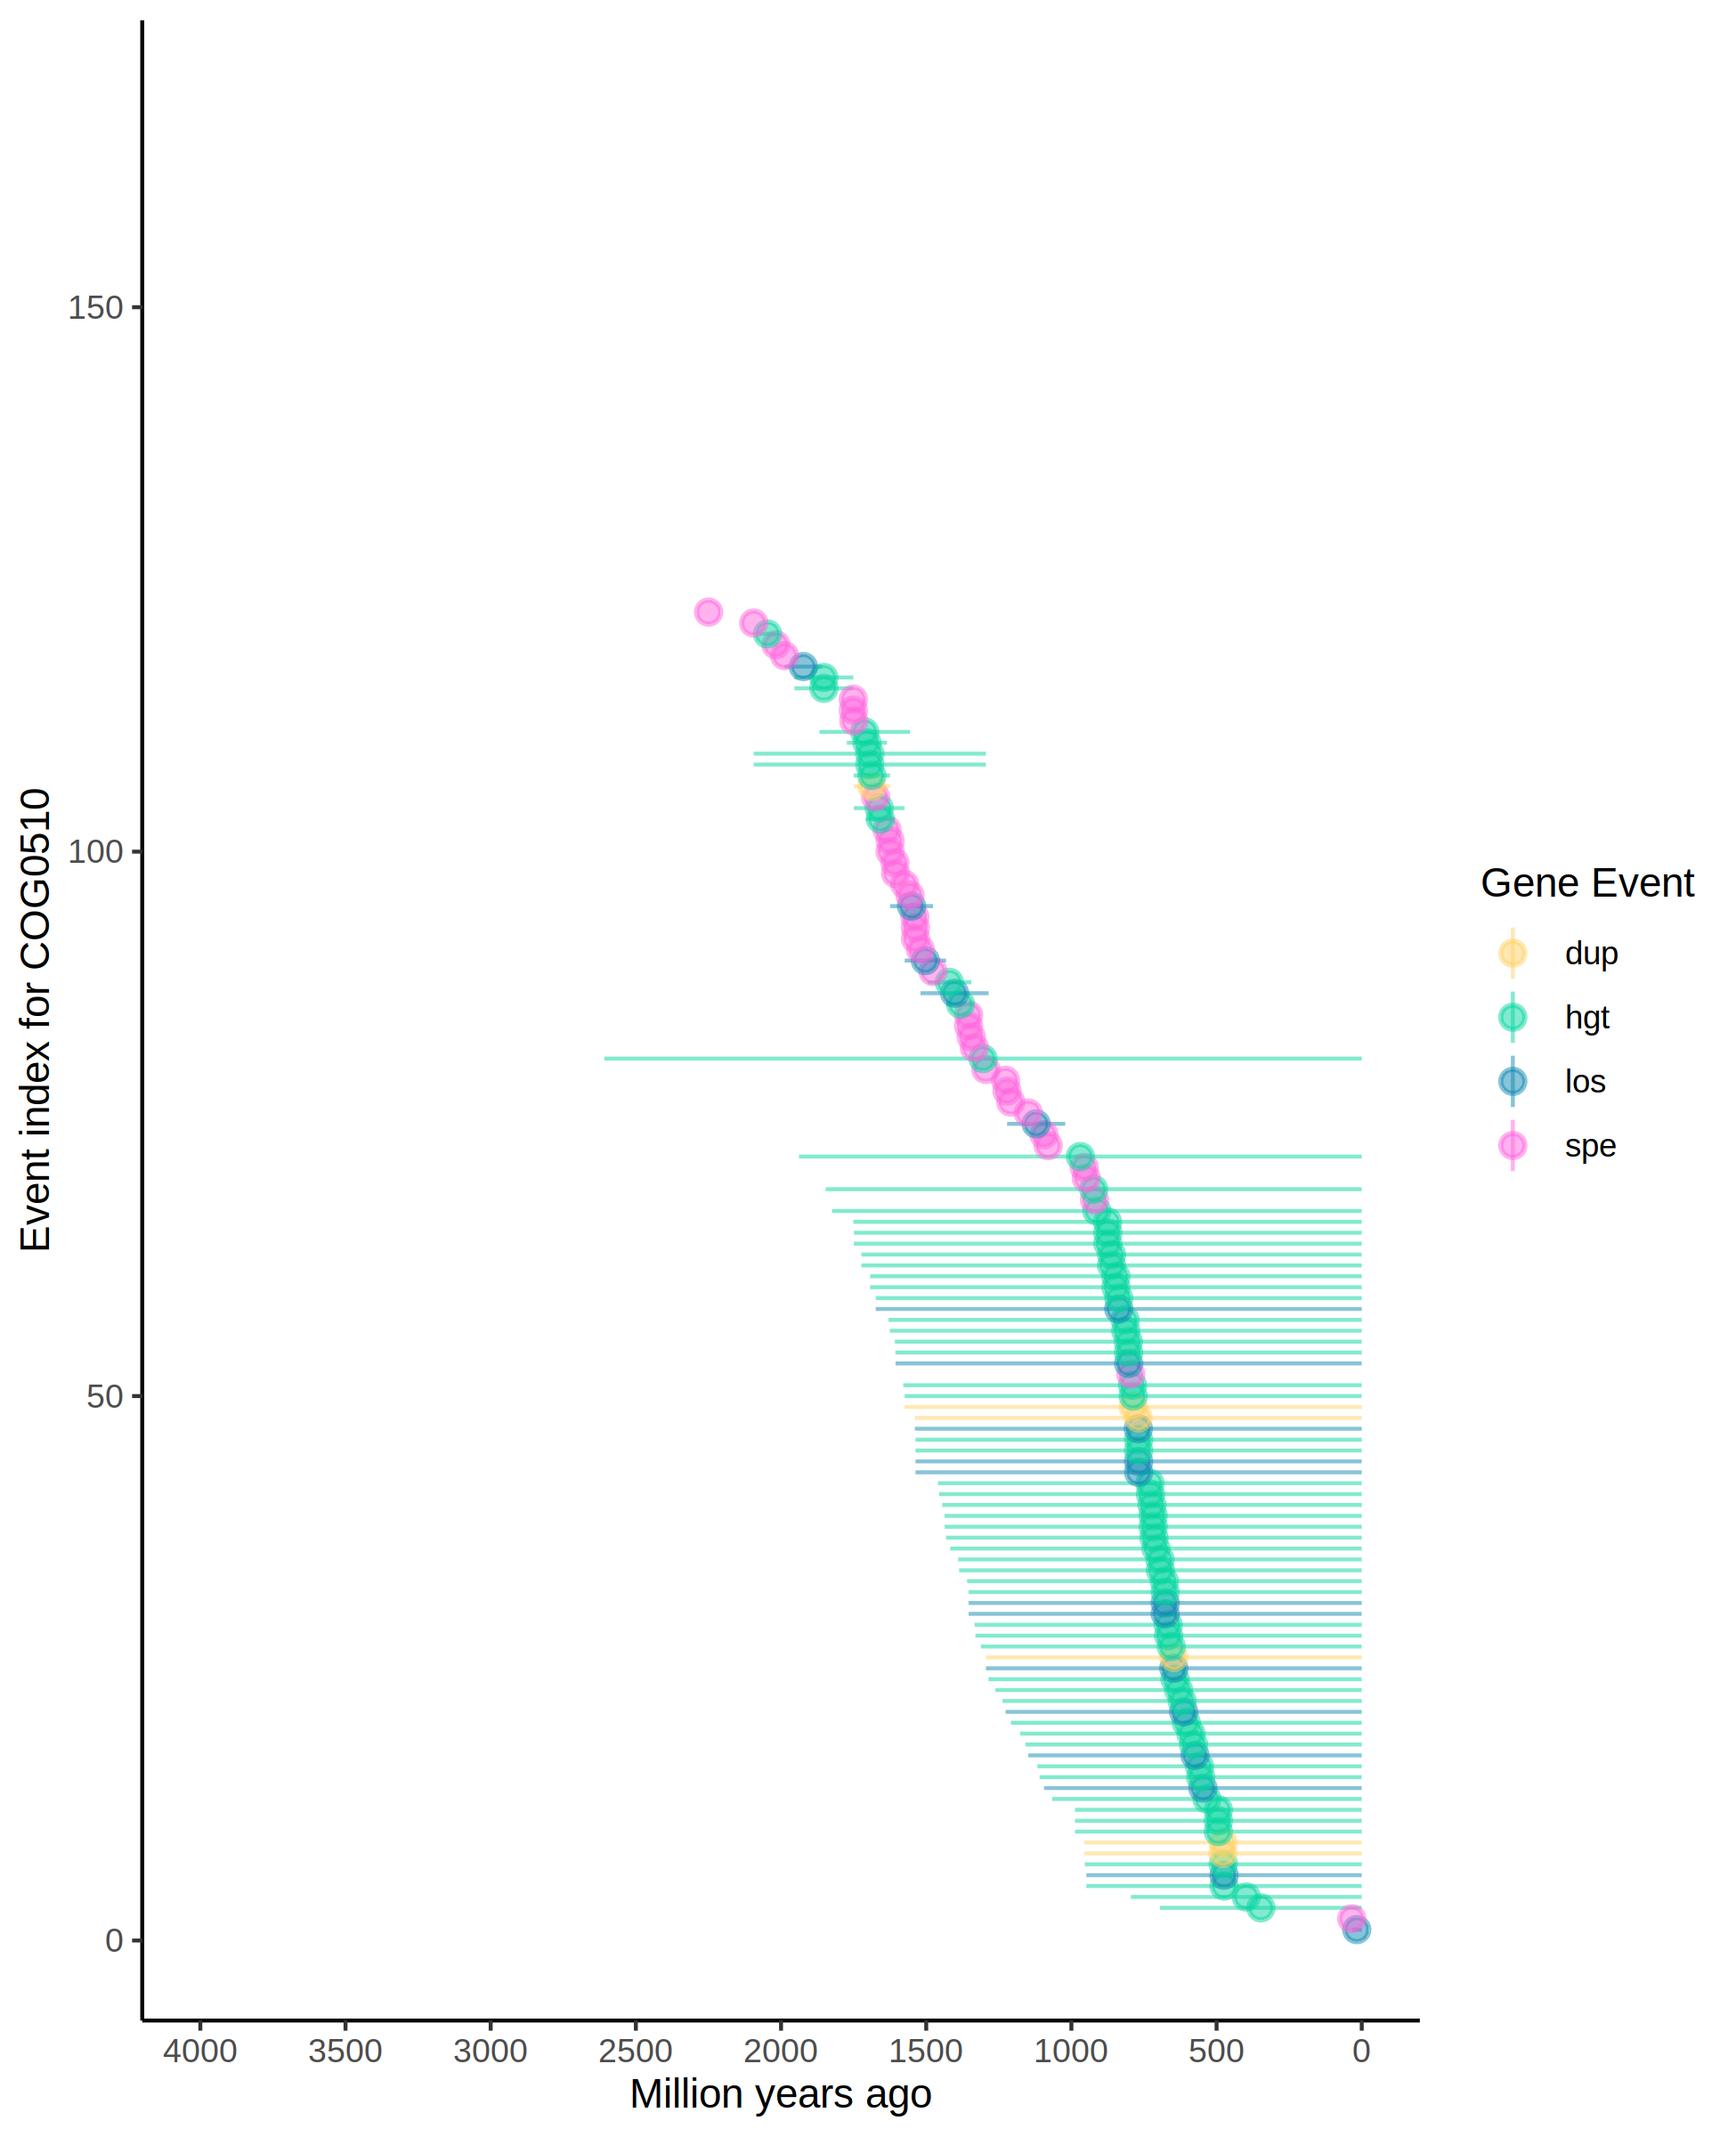 Event index for COG0510
150
100
50
0
4000 3500 3000 2500 2000 1500 1000 500 0
Million years ago
Gene Event
dup
hgt
los
spe